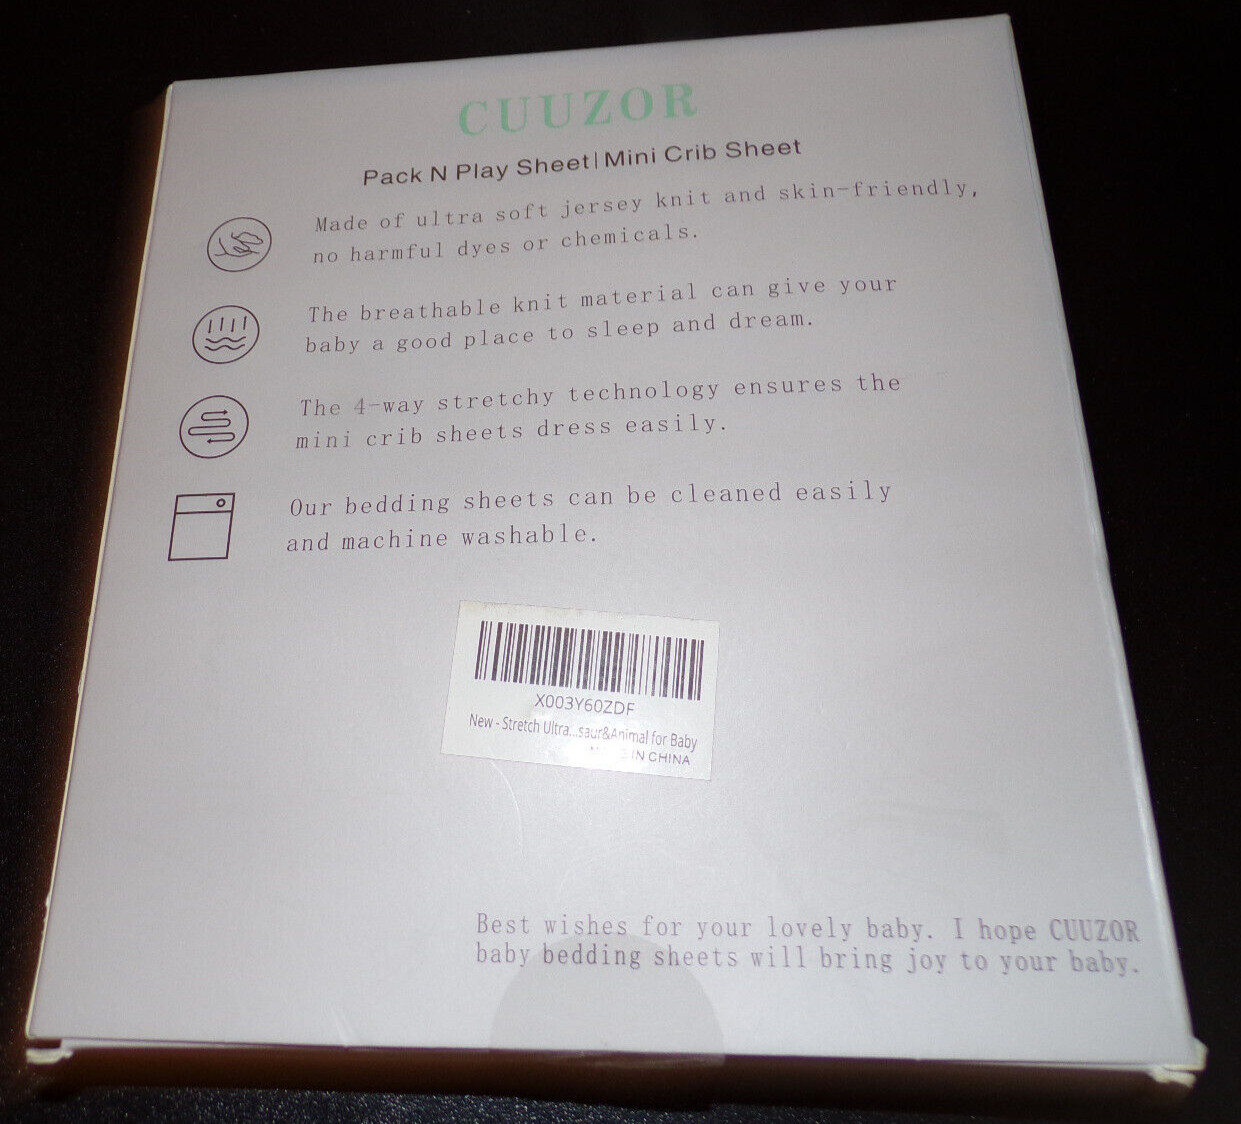 CUUZOR
Pack N Play Sheet|Mini Crib Sheet
Made of ultra soft jersey knit and skin-friendly,
no harmful dyes or chemicals.
The breathable knit material can give your
baby a good place to sleep and dream.
The 4-way stretchy technology ensures the
mini crib sheets dress easily.
Our bedding sheets can be cleaned easily
and machine washable.
X003Y60ZDF
New - Stretch Ultra...saur&Animal for Baby
IN CHINA
Best wishes for your lovely baby. I hope CUUZOR
baby bedding sheets will bring joy to your baby.